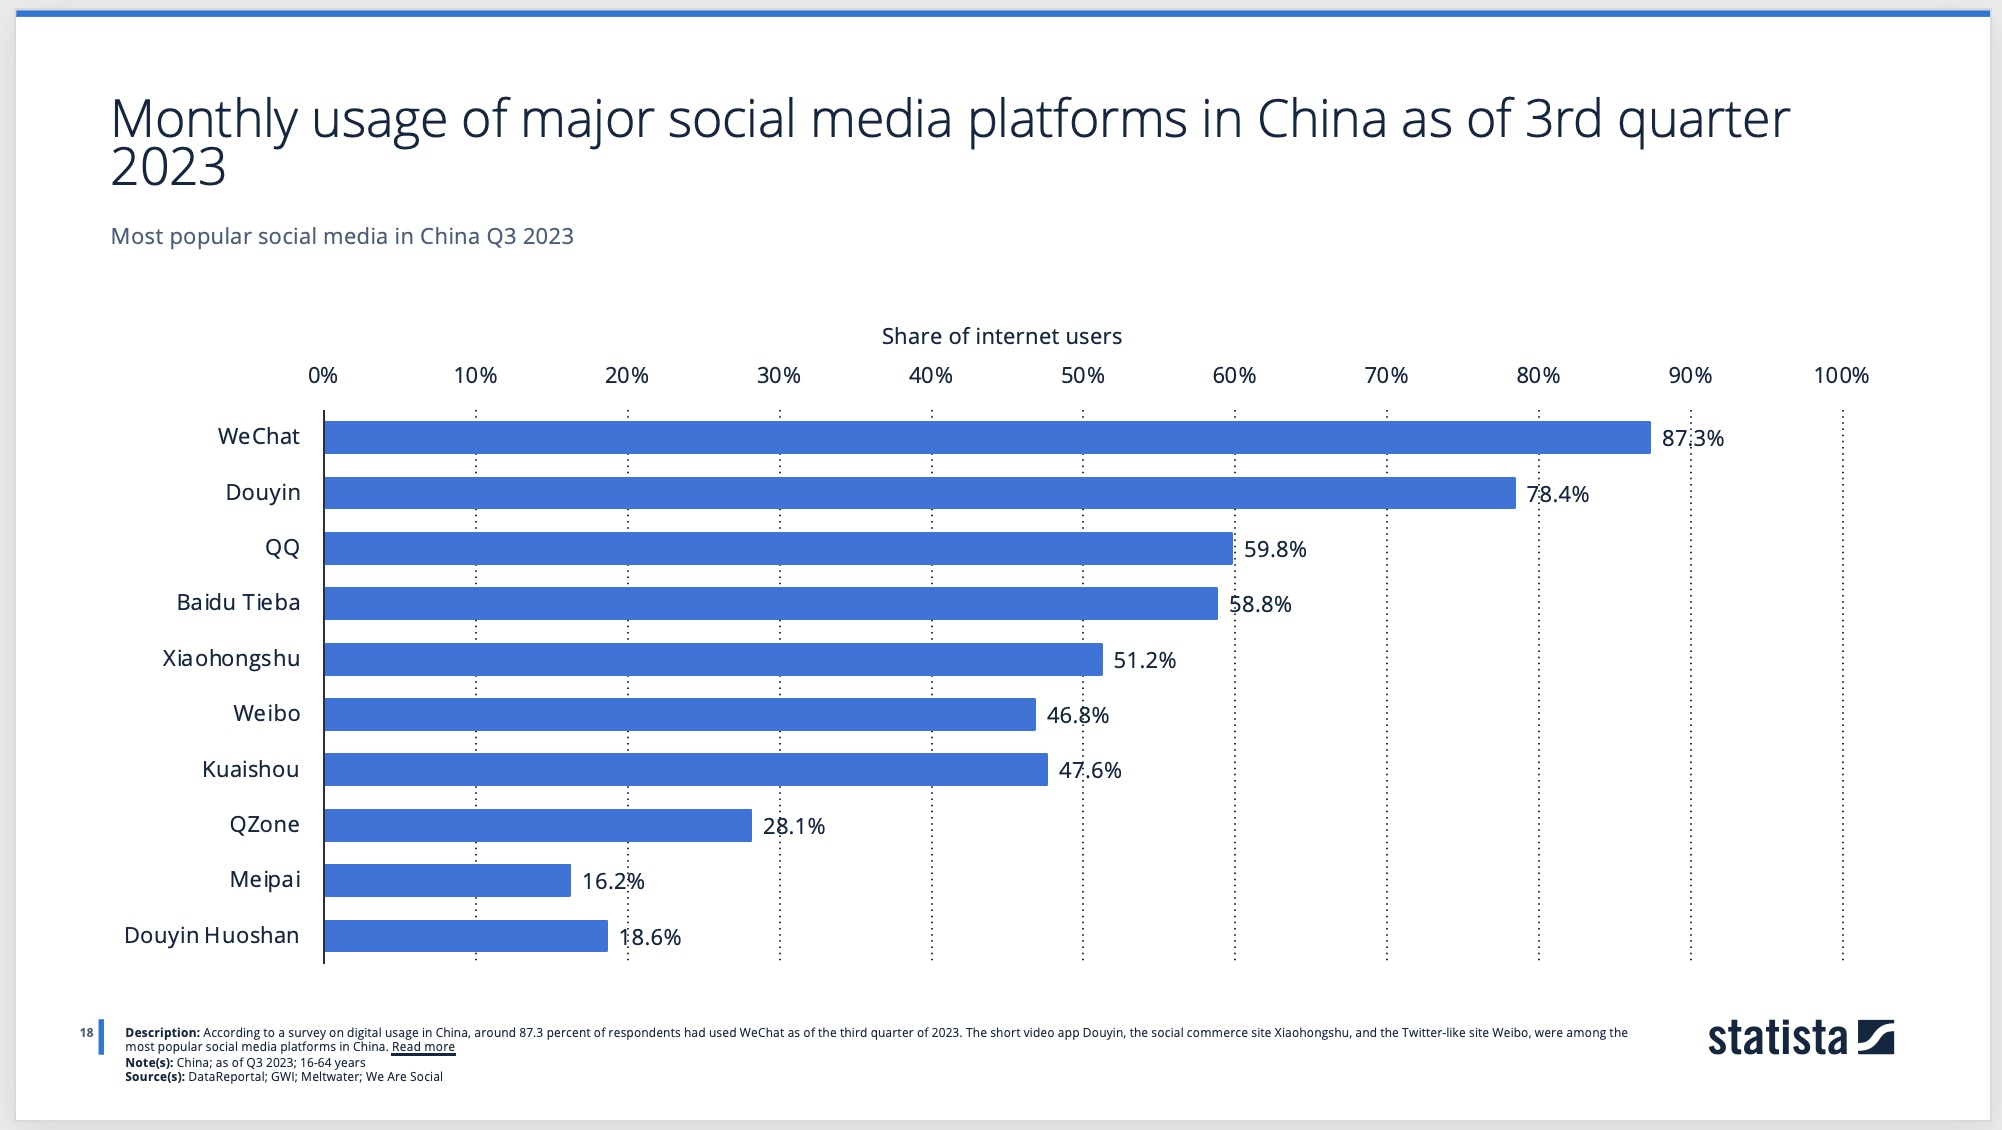 Monthly usage of major social media platforms in China as of 3rd quarter
2023
Most popular social media in China Q3 2023
Share of internet users
0% 10% 20% 30% 40% 50% 60% 70% 80% 90% 100%
WeChat 87.3%
Douyin 78.4%
QQ 59.8%
Baidu Tieba 58.8%
Xiaohongshu 51.2%
Weibo 46.8%
Kuaishou 47.6%
QZone 28.1%
Meipai 16.2%
Douyin Huoshan 18.6%
18
Description: According to a survey on digital usage in China, around 87.3 percent of respondents had used WeChat as of the third quarter of 2023. The short video app Douyin, the social commerce site Xiaohongshu, and the Twitter-like site Weibo, were among the
most popular social media platforms in China. Read more
Note(s): China; as of Q3 2023; 16-64 years
Source(s): DataReportal; GWI; Meltwater; We Are Social
statista